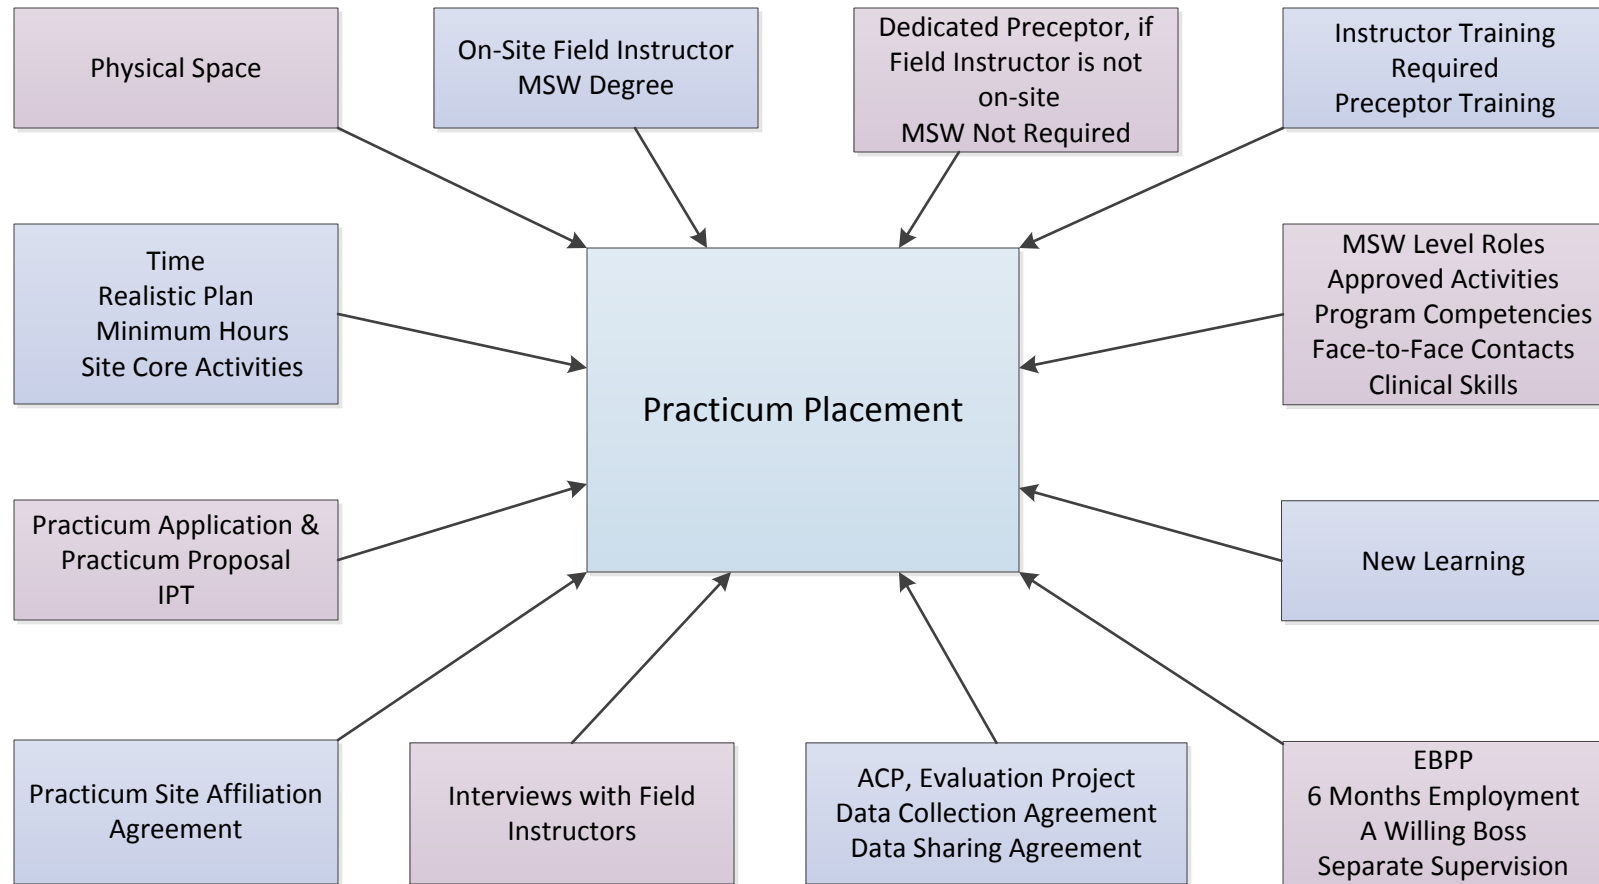 Physical Space
On-Site Field Instructor
MSW Degree
Dedicated Preceptor, if
Field Instructor is not
on-site
MSW Not Required
Instructor Training
Required
Preceptor Training
Time
Realistic Plan
Minimum Hours
Site Core Activities
Practicum Placement
MSW Level Roles
Approved Activities
Program Competencies
Face-to-Face Contacts
Clinical Skills
Practicum Application &
Practicum Proposal
IPT
New Learning
Practicum Site Affiliation
Agreement
Interviews with Field
Instructors
ACP, Evaluation Project
Data Collection Agreement
Data Sharing Agreement
EBPP
6 Months Employment
A Willing Boss
Separate Supervision